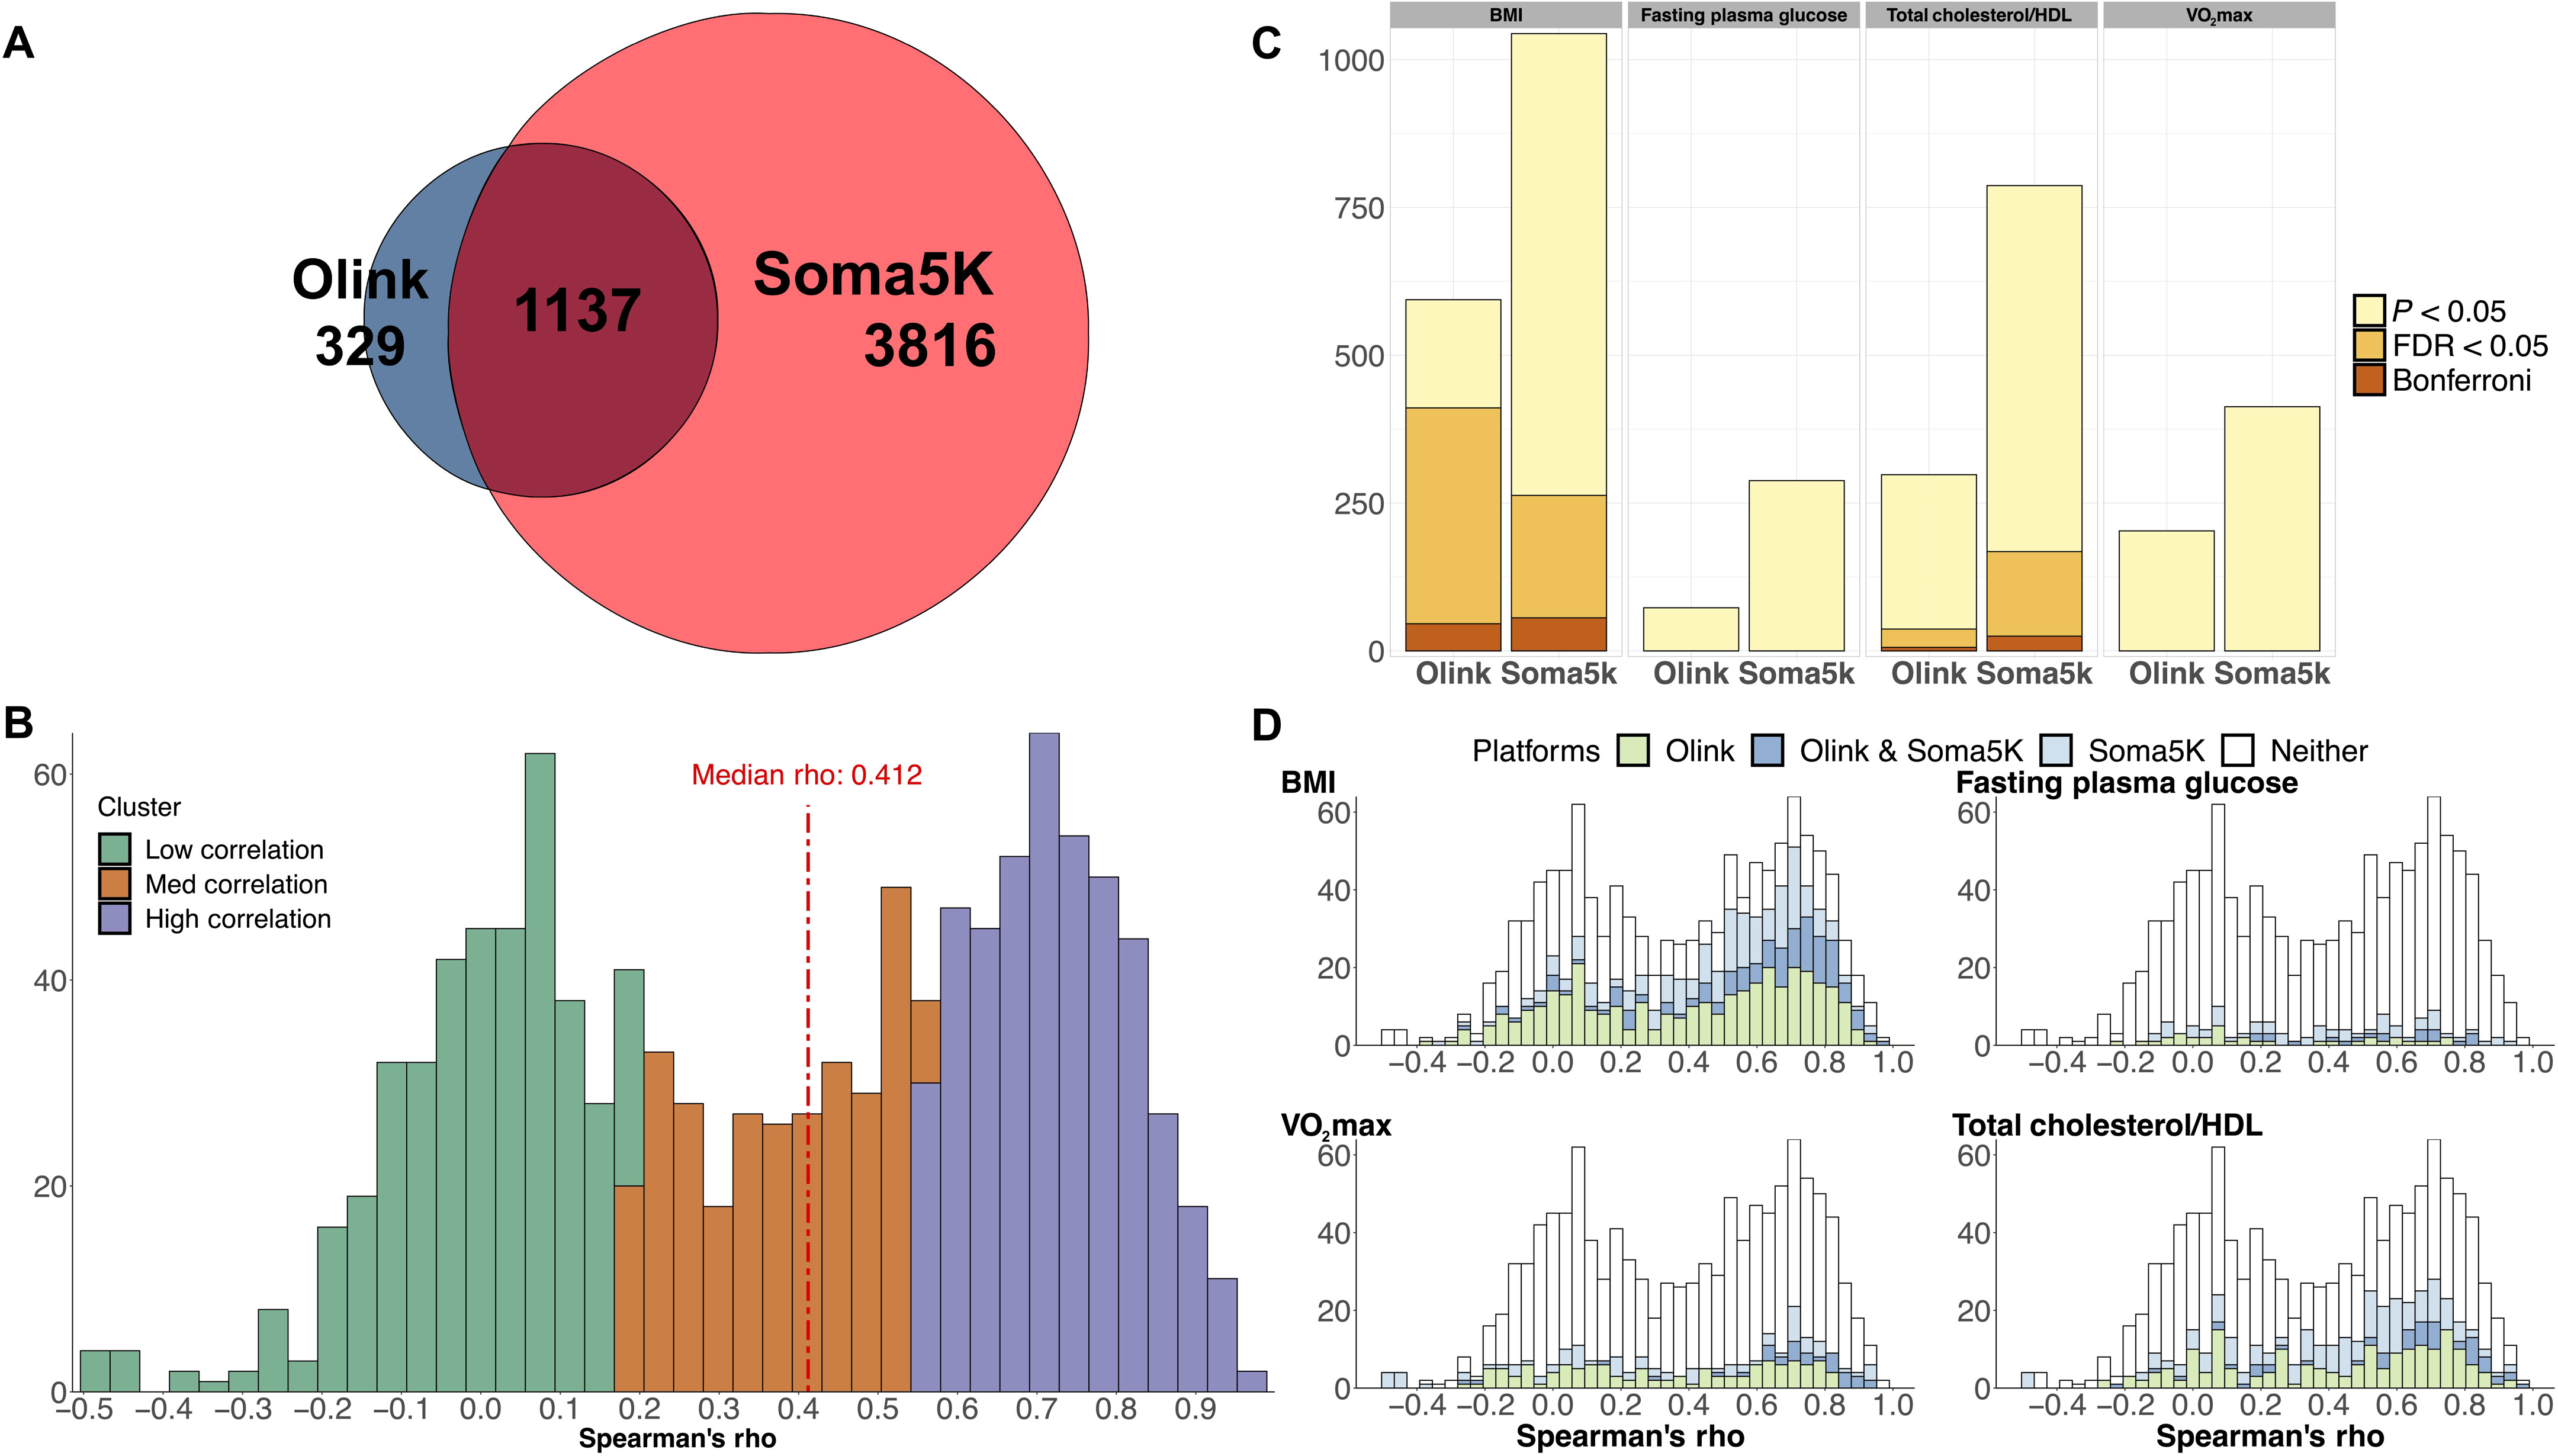 A
Olink
329
1137
Soma5K
3816
B
Median rho: 0.412
Cluster
Low correlation
Med correlation
High correlation
60
40
20
0
−0.5 −0.4 −0.3 −0.2 −0.1 0.0 0.1 0.2 0.3 0.4 0.5 0.6 0.7 0.8 0.9
Spearman's rho
C
BMI Fasting plasma glucose Total cholesterol/HDL VO₂max
1000
750
500
250
0
Olink Soma5k Olink Soma5k Olink Soma5k Olink Soma5k
P < 0.05
FDR < 0.05
Bonferroni
D
Platforms Olink Olink & Soma5K Soma5K Neither
BMI
60
40
20
0
−0.4 −0.2 0.0 0.2 0.4 0.6 0.8 1.0
Fasting plasma glucose
60
40
20
0
−0.4 −0.2 0.0 0.2 0.4 0.6 0.8 1.0
VO₂max
60
40
20
0
−0.4 −0.2 0.0 0.2 0.4 0.6 0.8 1.0
Spearman's rho
Total cholesterol/HDL
60
40
20
0
−0.4 −0.2 0.0 0.2 0.4 0.6 0.8 1.0
Spearman's rho